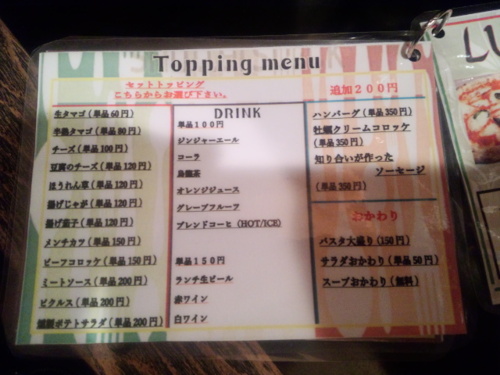 Topping menu
セットトッピング
こちらからお選び下さい。
生タマゴ(単品60円)
半熟タマゴ(単品80円)
チーズ(単品100円)
豆腐のチーズ(単品120円)
ほうれん草(単品120円)
揚げじゃが(単品120円)
揚げ茄子(単品120円)
メンチカツ(単品150円)
ビーフコロッケ(単品150円)
ミートソース(単品200円)
ピクルス(単品200円)
燻製ポテトサラダ(単品200円)
DRINK
単品100円
ジンジャーエール
コーラ
烏龍茶
オレンジジュース
グレープフルーツ
ブレンドコーヒ(HOT/ICE)
単品150円
ランチ生ビール
赤ワイン
白ワイン
追加200円
ハンバーグ(単品350円)
牡蠣クリームコロッケ
(単品350円)
知り合いが作った
ソーセージ
(単品350円)
おかわり
パスタ大盛り(150円)
サラダおかわり(単品50円)
スープおかわり(無料)